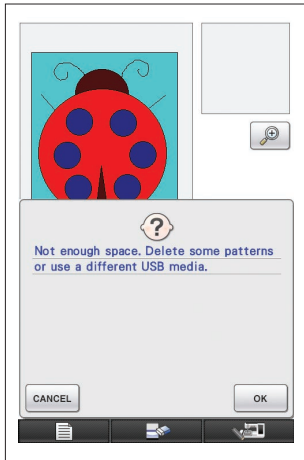 Not enough space. Delete some patterns
or use a different USB media.
CANCEL
OK